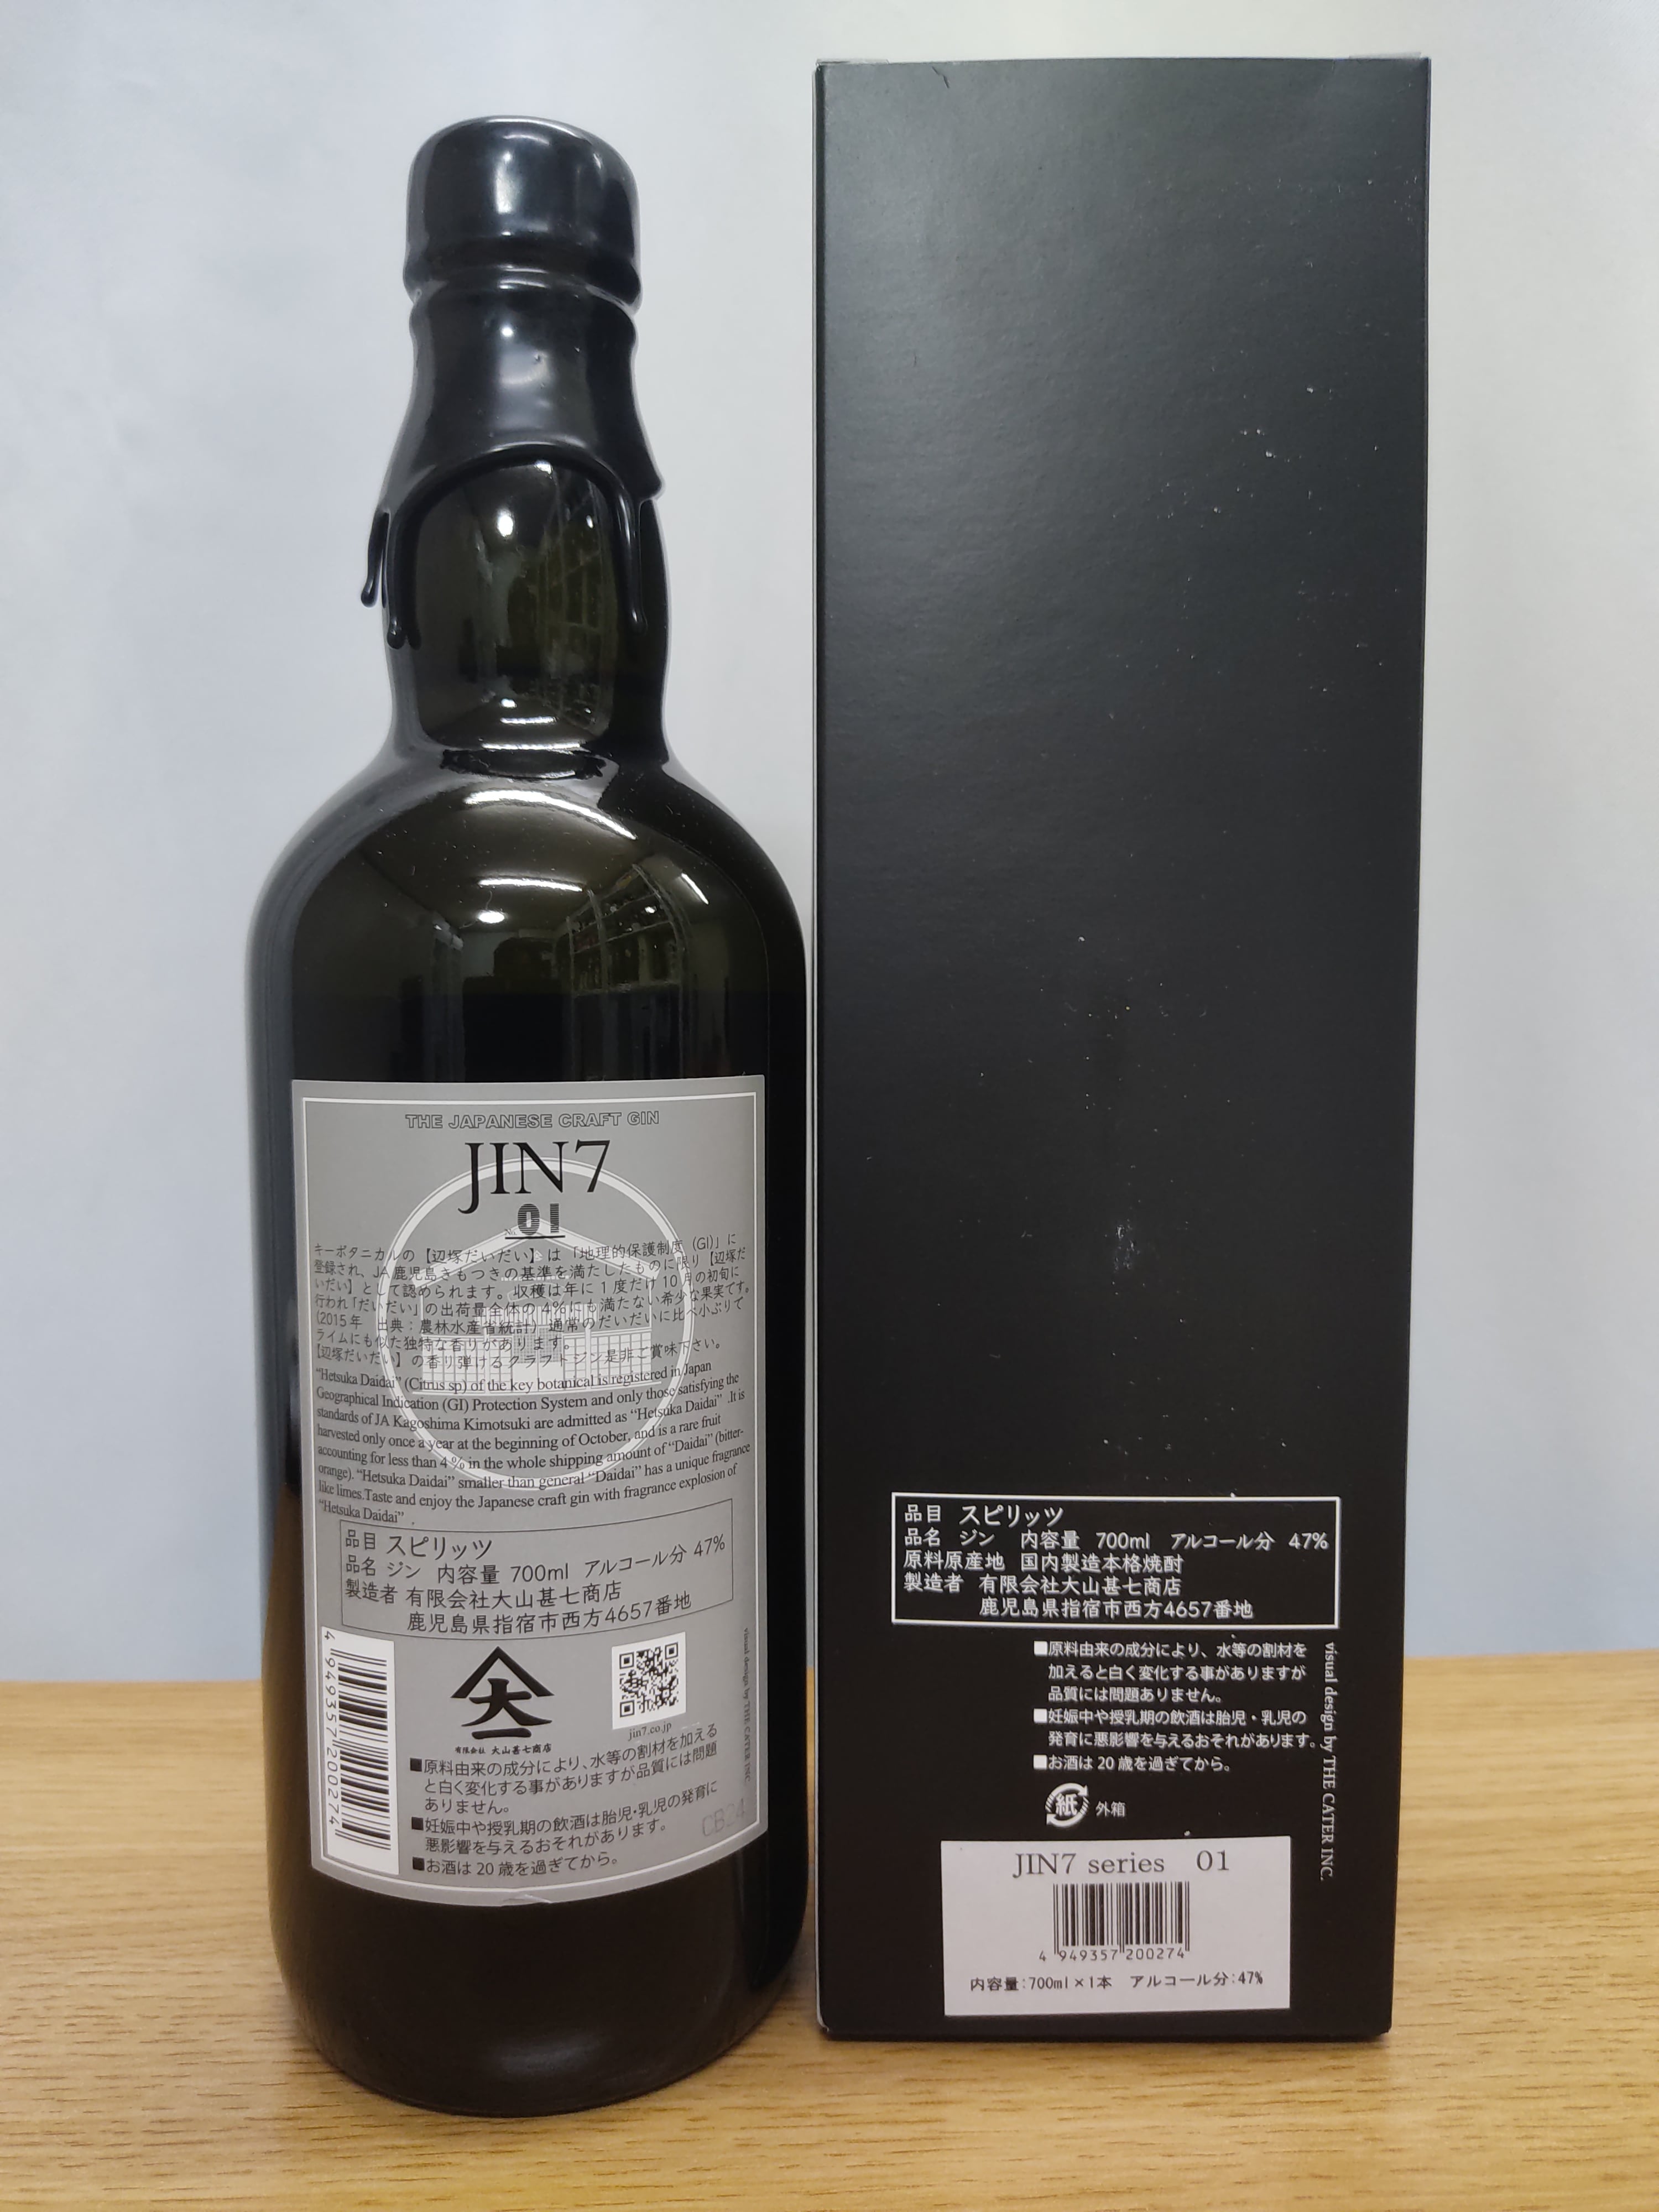 THE JAPANESE CRAFT GIN
JIN7
No. 01
キーボタニカルの【辺塚だいだい】は「地理的保護制度（GI)」に
登録され、JA鹿児島きもつきの基準を満たしたものに限り【辺塚だ
いだい】として認められます。収穫は年に1度だけ10月の初旬に
行われ「だいだい」の出荷量全体の4%にも満たない希少な果実です。
(2015年 出典：農林水産省統計）通常のだいだいに比べ小ぶりで
ライムにも似た独特な香りがあります。
【辺塚だいだい】の香り弾けるクラフトジン是非ご賞味下さい。
“Hetsuka Daidai” (Citrus sp) of the key botanical is registered in Japan
Geographical Indication (GI) Protection System and only those satisfying the
standards of JA Kagoshima Kimotsuki are admitted as “Hetsuka Daidai” .It is
harvested only once a year at the beginning of October, and is a rare fruit
accounting for less than 4 % in the whole shipping amount of “Daidai” (bitter-
orange). “Hetsuka Daidai” smaller than general “Daidai” has a unique fragrance
like limes.Taste and enjoy the Japanese craft gin with fragrance explosion of
“Hetsuka Daidai” .
品目 スピリッツ
品名 ジン 内容量 700ml アルコール分 47%
製造者 有限会社大山甚七商店
鹿児島県指宿市西方4657番地
4 949357 200274
大
有限会社 大山甚七商店
jin7.co.jp
■原料由来の成分により、水等の割材を加える
と白く変化する事がありますが品質には問題
ありません。
■妊娠中や授乳期の飲酒は胎児・乳児の発育に
悪影響を与えるおそれがあります。
■お酒は20歳を過ぎてから。
visual design by THE CATER INC.
CB24
品目 スピリッツ
品名 ジン 内容量 700ml アルコール分 47%
原料原産地 国内製造本格焼酎
製造者 有限会社大山甚七商店
鹿児島県指宿市西方4657番地
■原料由来の成分により、水等の割材を
加えると白く変化する事がありますが
品質には問題ありません。
■妊娠中や授乳期の飲酒は胎児・乳児の
発育に悪影響を与えるおそれがあります。
■お酒は20歳を過ぎてから。
visual design by THE CATER INC.
紙 外箱
JIN7 series 01
4 949357 200274
内容量:700ml×1本 アルコール分:47%